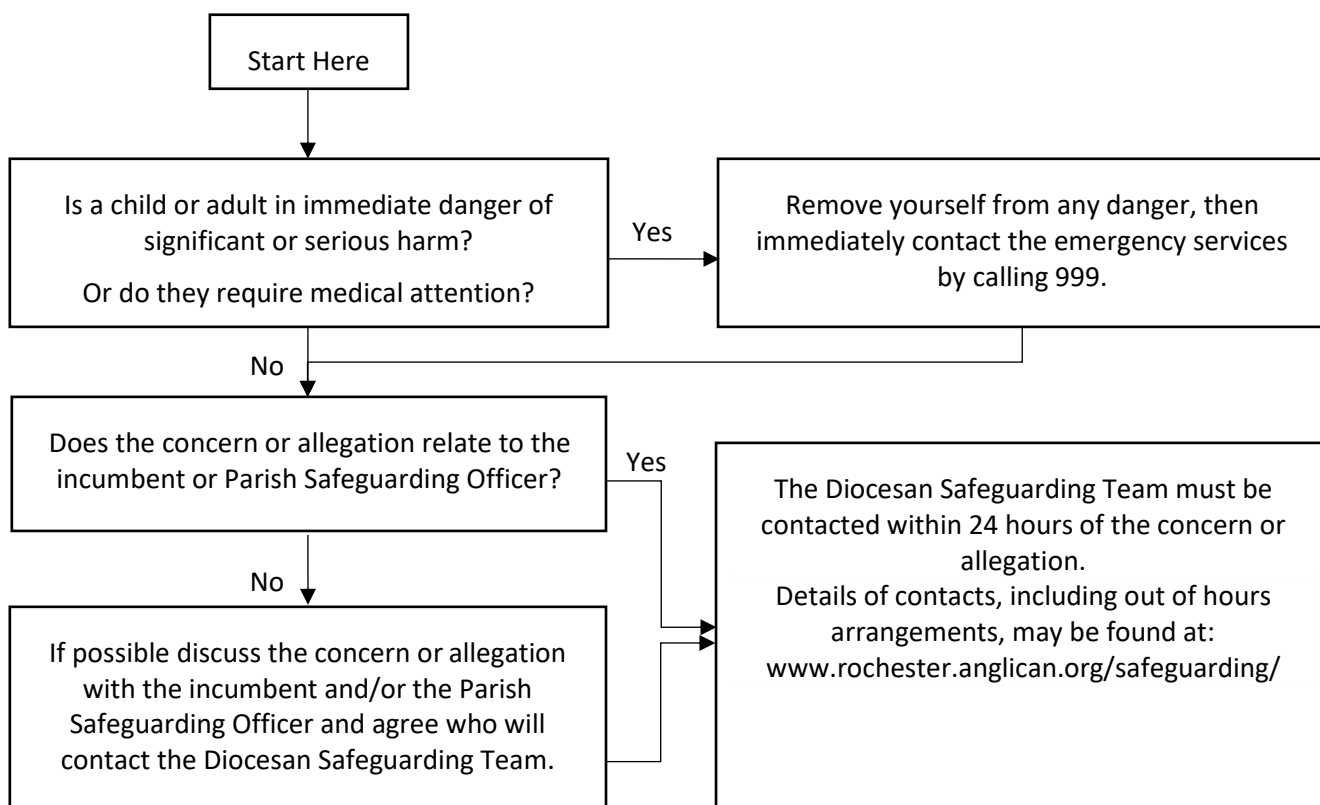 Start Here
Is a child or adult in immediate danger of
significant or serious harm?
Or do they require medical attention?
Yes
Remove yourself from any danger, then
immediately contact the emergency services
by calling 999.
No
Does the concern or allegation relate to the
incumbent or Parish Safeguarding Officer?
Yes
The Diocesan Safeguarding Team must be
contacted within 24 hours of the concern or
allegation.
Details of contacts, including out of hours
arrangements, may be found at:
www.rochester.anglican.org/safeguarding/
No
If possible discuss the concern or allegation
with the incumbent and/or the Parish
Safeguarding Officer and agree who will
contact the Diocesan Safeguarding Team.